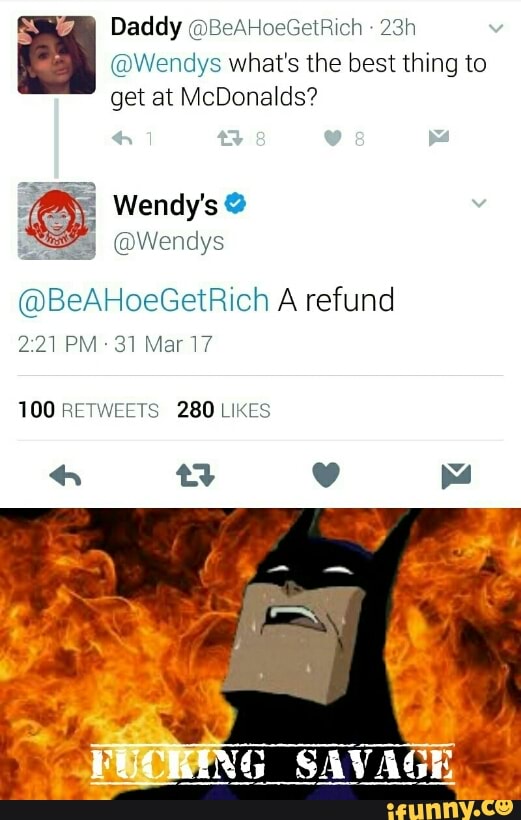 Daddy @BeAHoeGetRich · 23h
@Wendys what's the best thing to
get at McDonalds?
1 8 8
Wendy's
@Wendys
@BeAHoeGetRich A refund
2:21 PM · 31 Mar 17
100 RETWEETS 280 LIKES
FUCKING SAVAGE
ifunny.co